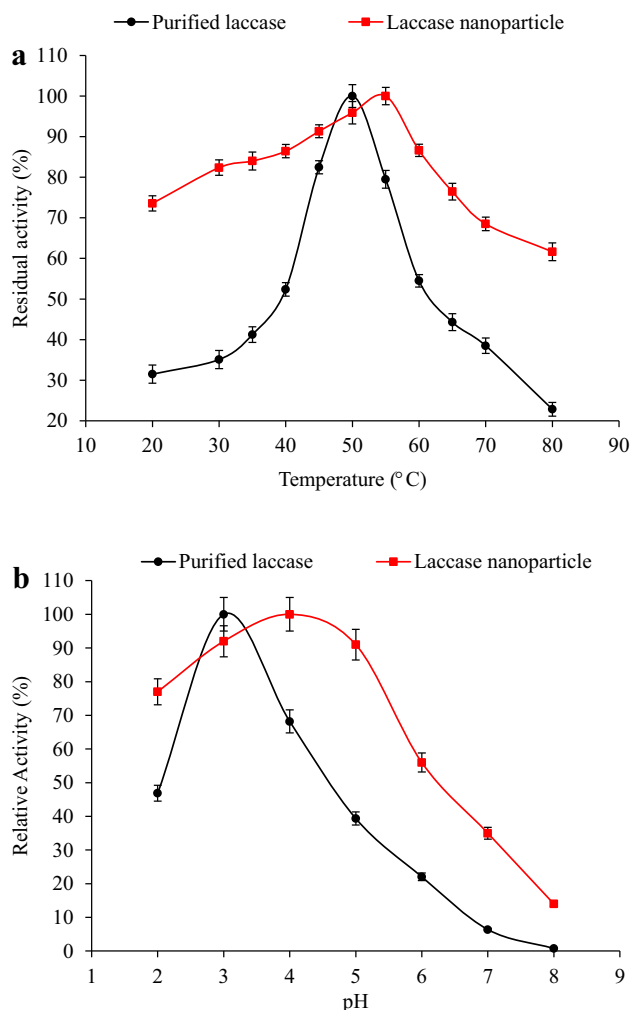 Purified laccase Laccase nanoparticle
a
110
100
90
80
70
60
50
40
30
20
Residual activity (%)
10 20 30 40 50 60 70 80 90
Temperature (°C)
Purified laccase Laccase nanoparticle
b
110
100
90
80
70
60
50
40
30
20
10
0
Relative Activity (%)
1 2 3 4 5 6 7 8 9
pH